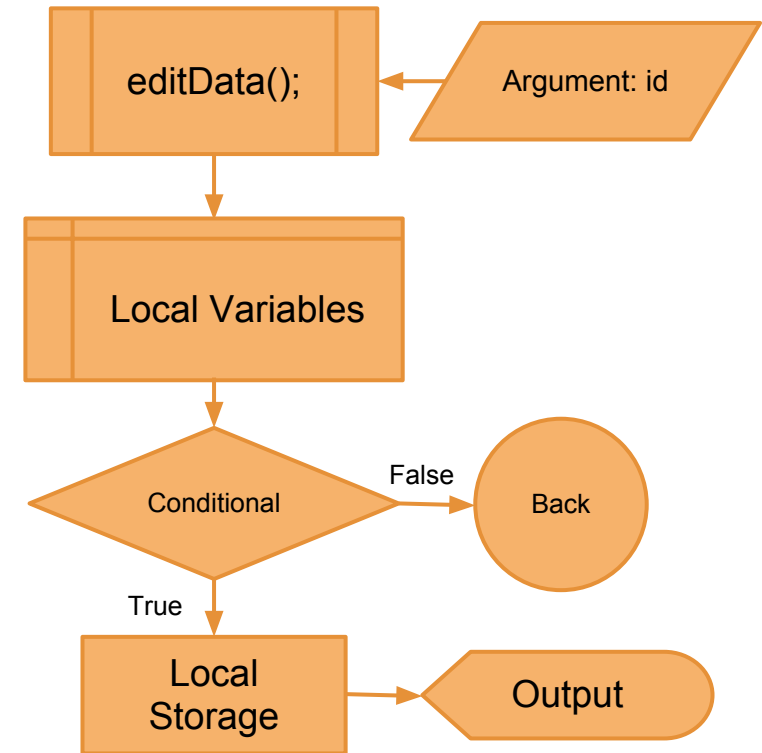 editData();
Argument: id
Local Variables
Conditional
False
Back
True
Local
Storage
Output